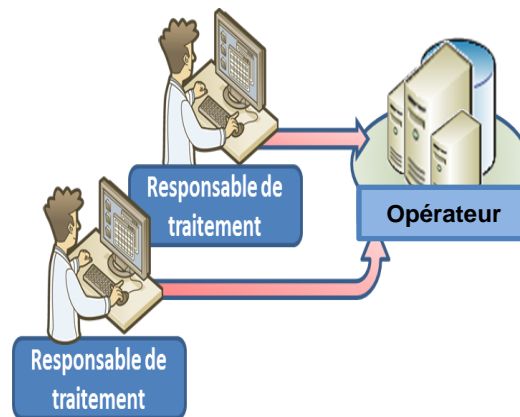 Responsable de
traitement
Opérateur
Responsable de
traitement